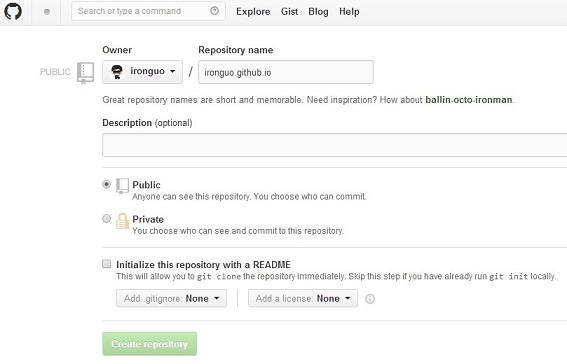 Search or type a command Explore Gist Blog Help
Owner Repository name
PUBLIC ironguo / ironguo.github.io
Great repository names are short and memorable. Need inspiration? How about ballin-octo-ironman.
Description (optional)
Public
Anyone can see this repository. You choose who can commit.
Private
You choose who can see and commit to this repository.
Initialize this repository with a README
This will allow you to git clone the repository immediately. Skip this step if you have already run git init locally.
Add .gitignore: None Add a license: None
Create repository